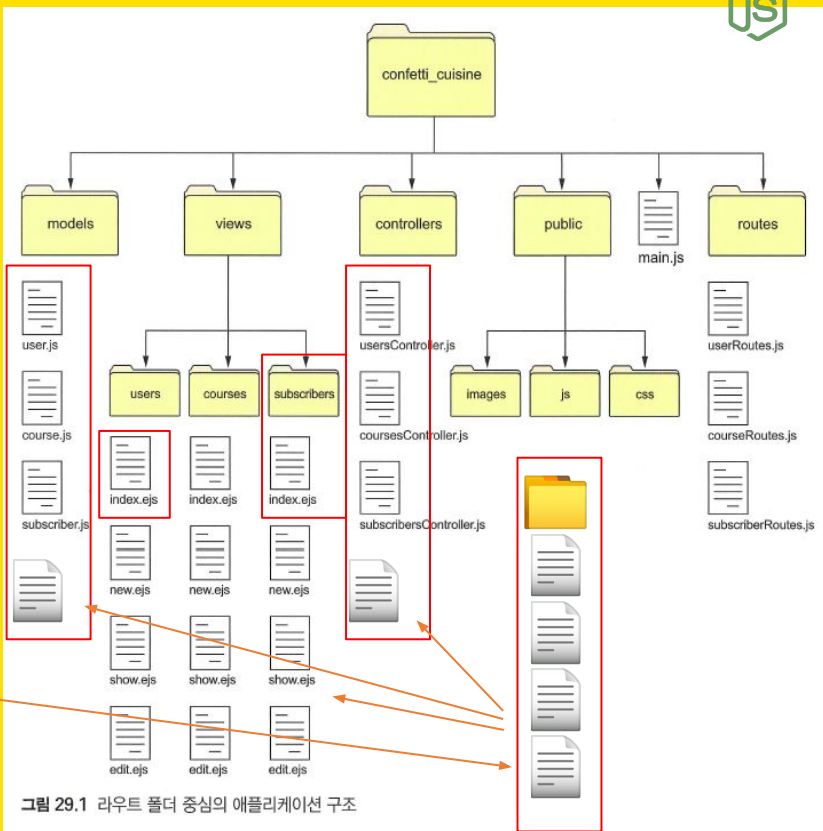 JS
confetti_cuisine
models
views
controllers
public
main.js
routes
user.js
course.js
subscriber.js
users
courses
subscribers
index.ejs
index.ejs
index.ejs
new.ejs
new.ejs
new.ejs
show.ejs
show.ejs
show.ejs
edit.ejs
edit.ejs
edit.ejs
usersController.js
coursesController.js
subscribersController.js
images
js
css
userRoutes.js
courseRoutes.js
subscriberRoutes.js
그림 29.1 라우트 폴더 중심의 애플리케이션 구조